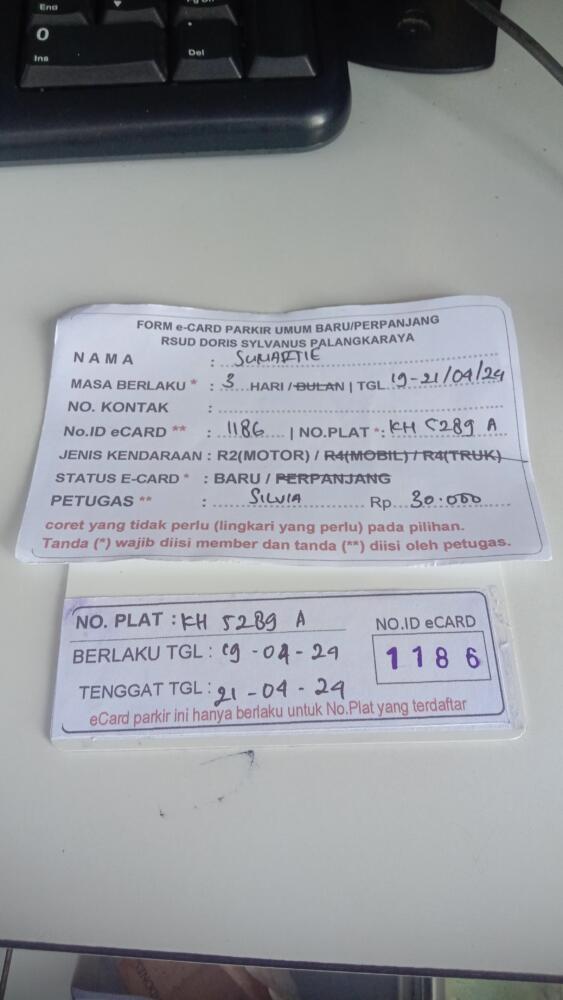 End
0
Ins
Del
FORM e-CARD PARKIR UMUM BARU/PERPANJANG
RSUD DORIS SYLVANUS PALANGKARAYA
NAMA : SUMARTIE
MASA BERLAKU * : 3 HARI / BULAN | TGL 19-21/04/24
NO. KONTAK :
No.ID eCARD ** : 1186 | NO.PLAT *: KH 5289 A
JENIS KENDARAAN : R2(MOTOR) / R4(MOBIL) / R4(TRUK)
STATUS E-CARD * : BARU / PERPANJANG
PETUGAS ** : SILVIA Rp 30.000
coret yang tidak perlu (lingkari yang perlu) pada pilihan.
Tanda (*) wajib diisi member dan tanda (**) diisi oleh petugas.
NO. PLAT : KH 5289 A
NO.ID eCARD
BERLAKU TGL : 19-04-24
1186
TENGGAT TGL : 21-04-24
eCard parkir ini hanya berlaku untuk No.Plat yang terdaftar